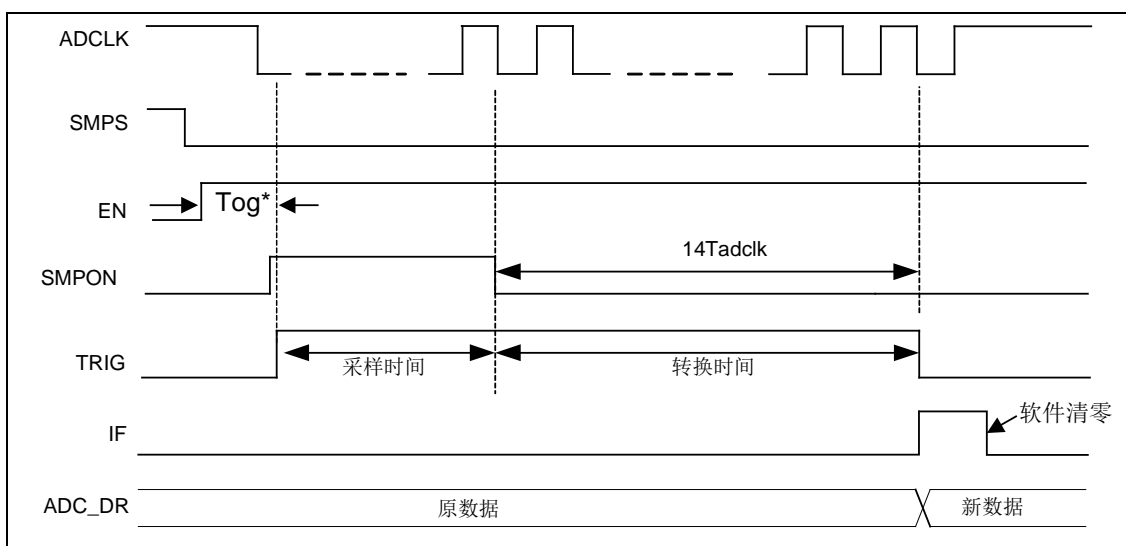 ADCLK
SMPS
EN
Tog*
SMPON
14Tadclk
TRIG
采样时间
转换时间
IF
软件清零
ADC_DR
原数据
新数据